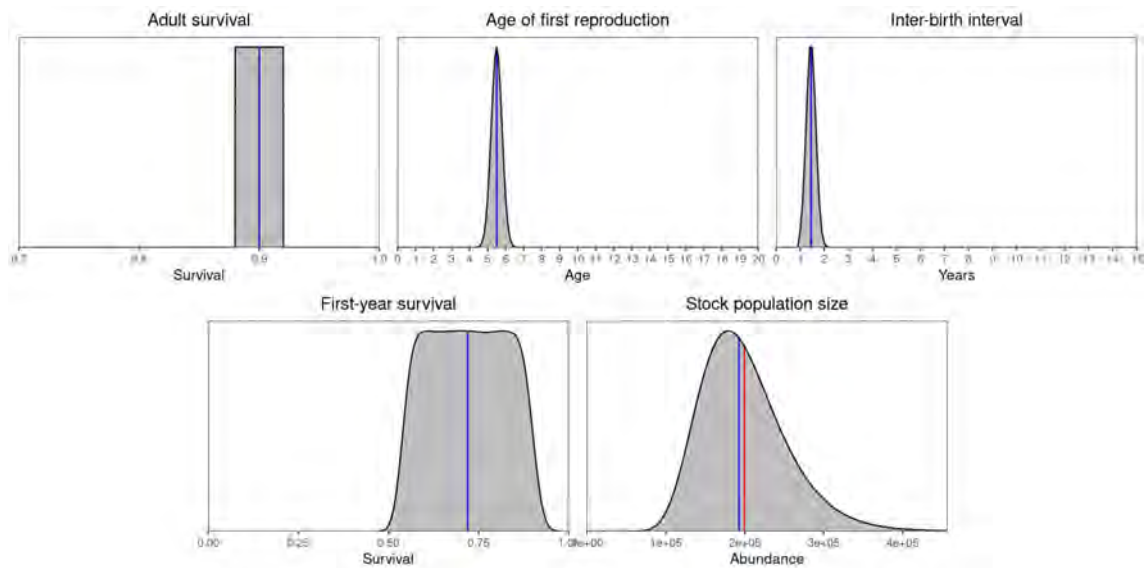 Adult survival Age of first reproduction Inter-birth interval
0.7 0.8 0.9 1.0 0 1 2 3 4 5 6 7 8 9 10 11 12 13 14 15 16 17 18 19 20 0 1 2 3 4 5 6 7 8 9 10 11 12 13 14 15
Survival Age Years
First-year survival Stock population size
0.00 0.25 0.50 0.75 1e+05 2e+05 3e+05 4e+05
Survival Abundance